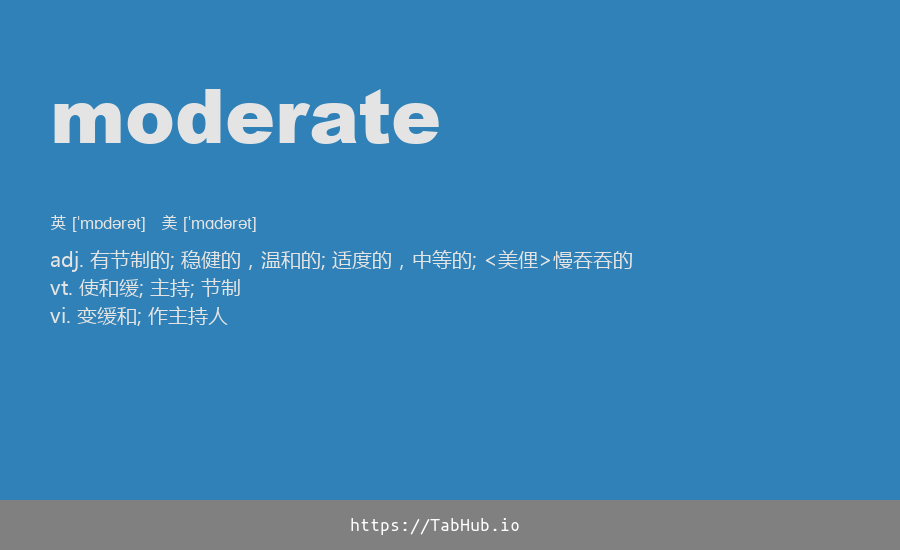 moderate
英 [ˈmɒdərət] 美 [ˈmɑdərət]
adj. 有节制的; 稳健的，温和的; 适度的，中等的; <美俚>慢吞吞的
vt. 使和缓; 主持; 节制
vi. 变缓和; 作主持人
https://TabHub.io